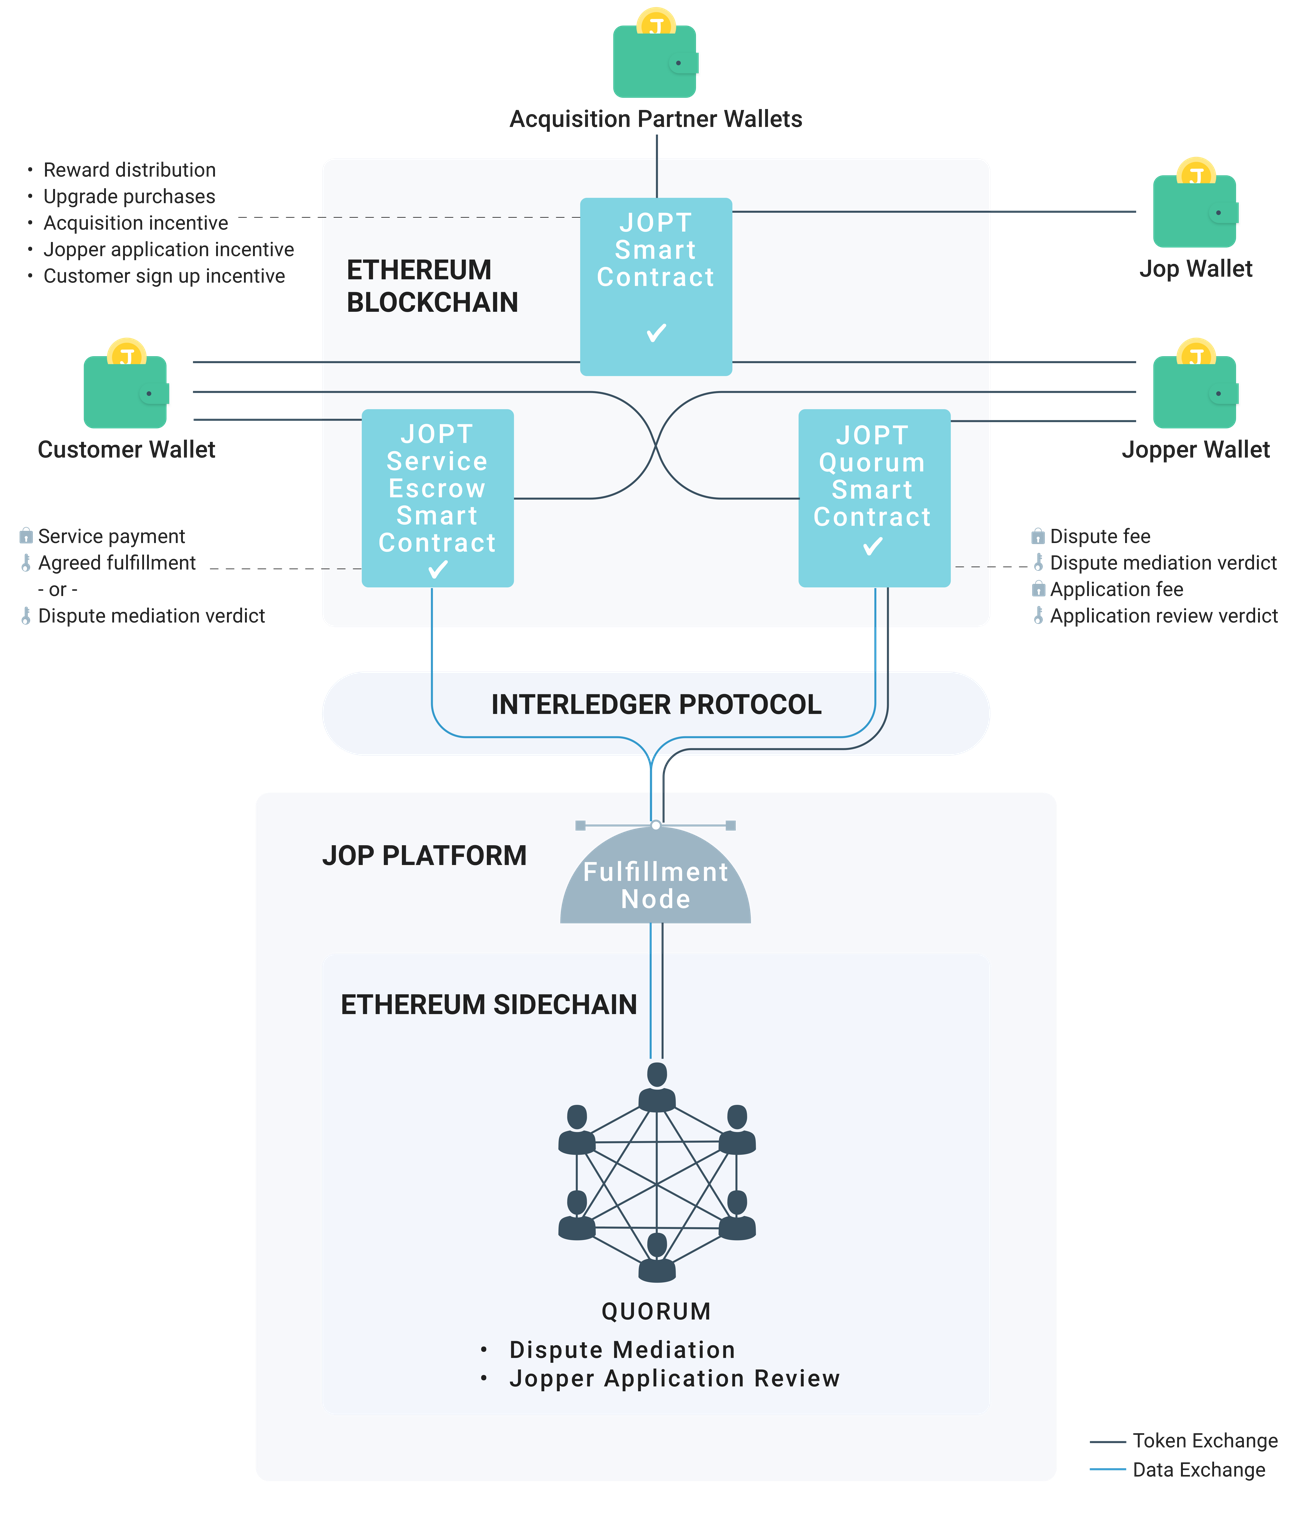 J
Acquisition Partner Wallets
• Reward distribution
• Upgrade purchases
• Acquisition incentive
• Jopper application incentive
• Customer sign up incentive
ETHEREUM
BLOCKCHAIN
JOPT
Smart
Contract
J
Jop Wallet
J
Customer Wallet
J
Jopper Wallet
JOPT
Service
Escrow
Smart
Contract
JOPT
Quorum
Smart
Contract
Service payment
Agreed fulfillment
- or -
Dispute mediation verdict
Dispute fee
Dispute mediation verdict
Application fee
Application review verdict
INTERLEDGER PROTOCOL
JOP PLATFORM
Fulfillment
Node
ETHEREUM SIDECHAIN
QUORUM
• Dispute Mediation
• Jopper Application Review
Token Exchange
Data Exchange